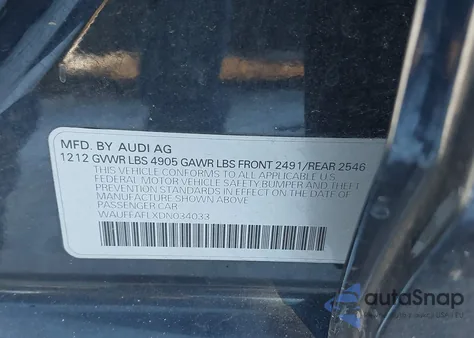 MFD. BY AUDI AG
1212 GVWR LBS 4905 GAWR LBS FRONT 2491/REAR 2546
THIS VEHICLE CONFORMS TO ALL APPLICABLE U.S.
FEDERAL MOTOR VEHICLE SAFETY,BUMPER,AND THEFT
PREVENTION STANDARDS IN EFFECT ON THE DATE OF
MANUFACTURE SHOWN ABOVE.
PASSENGER CAR
WAUEFAFLXDN034033
autoSnap